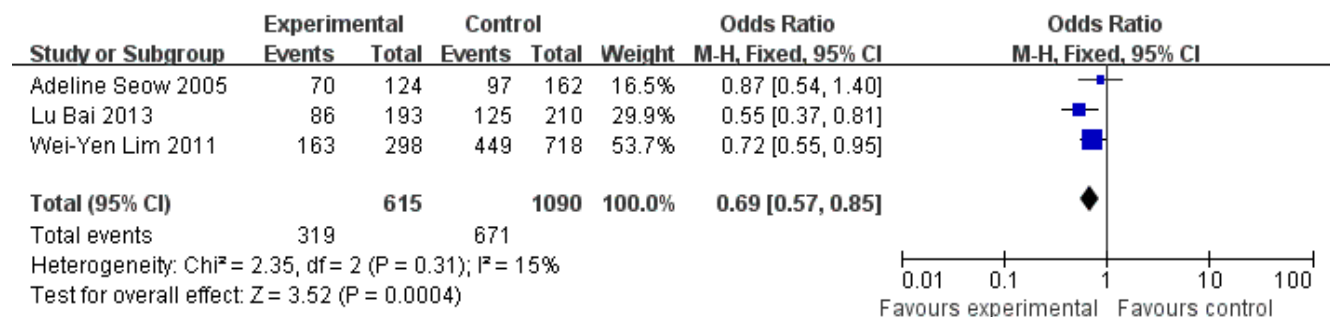 Experimental Control Odds Ratio Odds Ratio
Study or Subgroup Events Total Events Total Weight M-H, Fixed, 95% CI M-H, Fixed, 95% CI
Adeline Seow 2005 70 124 97 162 16.5% 0.87 [0.54, 1.40]
Lu Bai 2013 86 193 125 210 29.9% 0.55 [0.37, 0.81]
Wei-Yen Lim 2011 163 298 449 718 53.7% 0.72 [0.55, 0.95]
Total (95% CI) 615 1090 100.0% 0.69 [0.57, 0.85]
Total events 319 671
Heterogeneity: Chi² = 2.35, df = 2 (P = 0.31); I² = 15%
Test for overall effect: Z = 3.52 (P = 0.0004)
0.01 0.1 1 10 100
Favours experimental Favours control